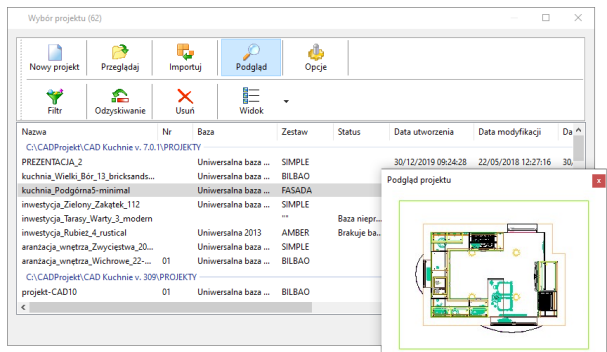 Wybór projektu (62)
Nowy projekt Przeglądaj Importuj Podgląd Opcje
Filtr Odzyskiwanie Usuń Widok
Nazwa Nr Baza Zestaw Status Data utworzenia Data modyfikacji Da
C:\CADProjekt\CAD Kuchnie v. 7.0.1\PROJEKTY
PREZENTACJA_2 Uniwersalna baza ... SIMPLE 30/12/2019 09:24:28 22/05/2018 12:27:16 30,
kuchnia_Wielki_Bór_13_bricksands... Uniwersalna baza ... BILBAO
kuchnia_Podgórna5-minimal Uniwersalna baza ... FASADA
inwestycja_Zielony_Zakątek_112 Uniwersalna baza ... SIMPLE
inwestycja_Tarasy_Warty_3_modern "" Baza niepr...
inwestycja_Rubież_4_rustical Uniwersalna 2013 AMBER Brakuje ba...
aranżacja_wnętrza_Zwycięstwa_20... Uniwersalna baza ... SIMPLE
aranżacja_wnętrza_Wichrowe_22-... 01 Uniwersalna baza ... BILBAO
C:\CADProjekt\CAD Kuchnie v. 309\PROJEKTY
projekt-CAD10 01 Uniwersalna baza ... BILBAO
Podgląd projektu